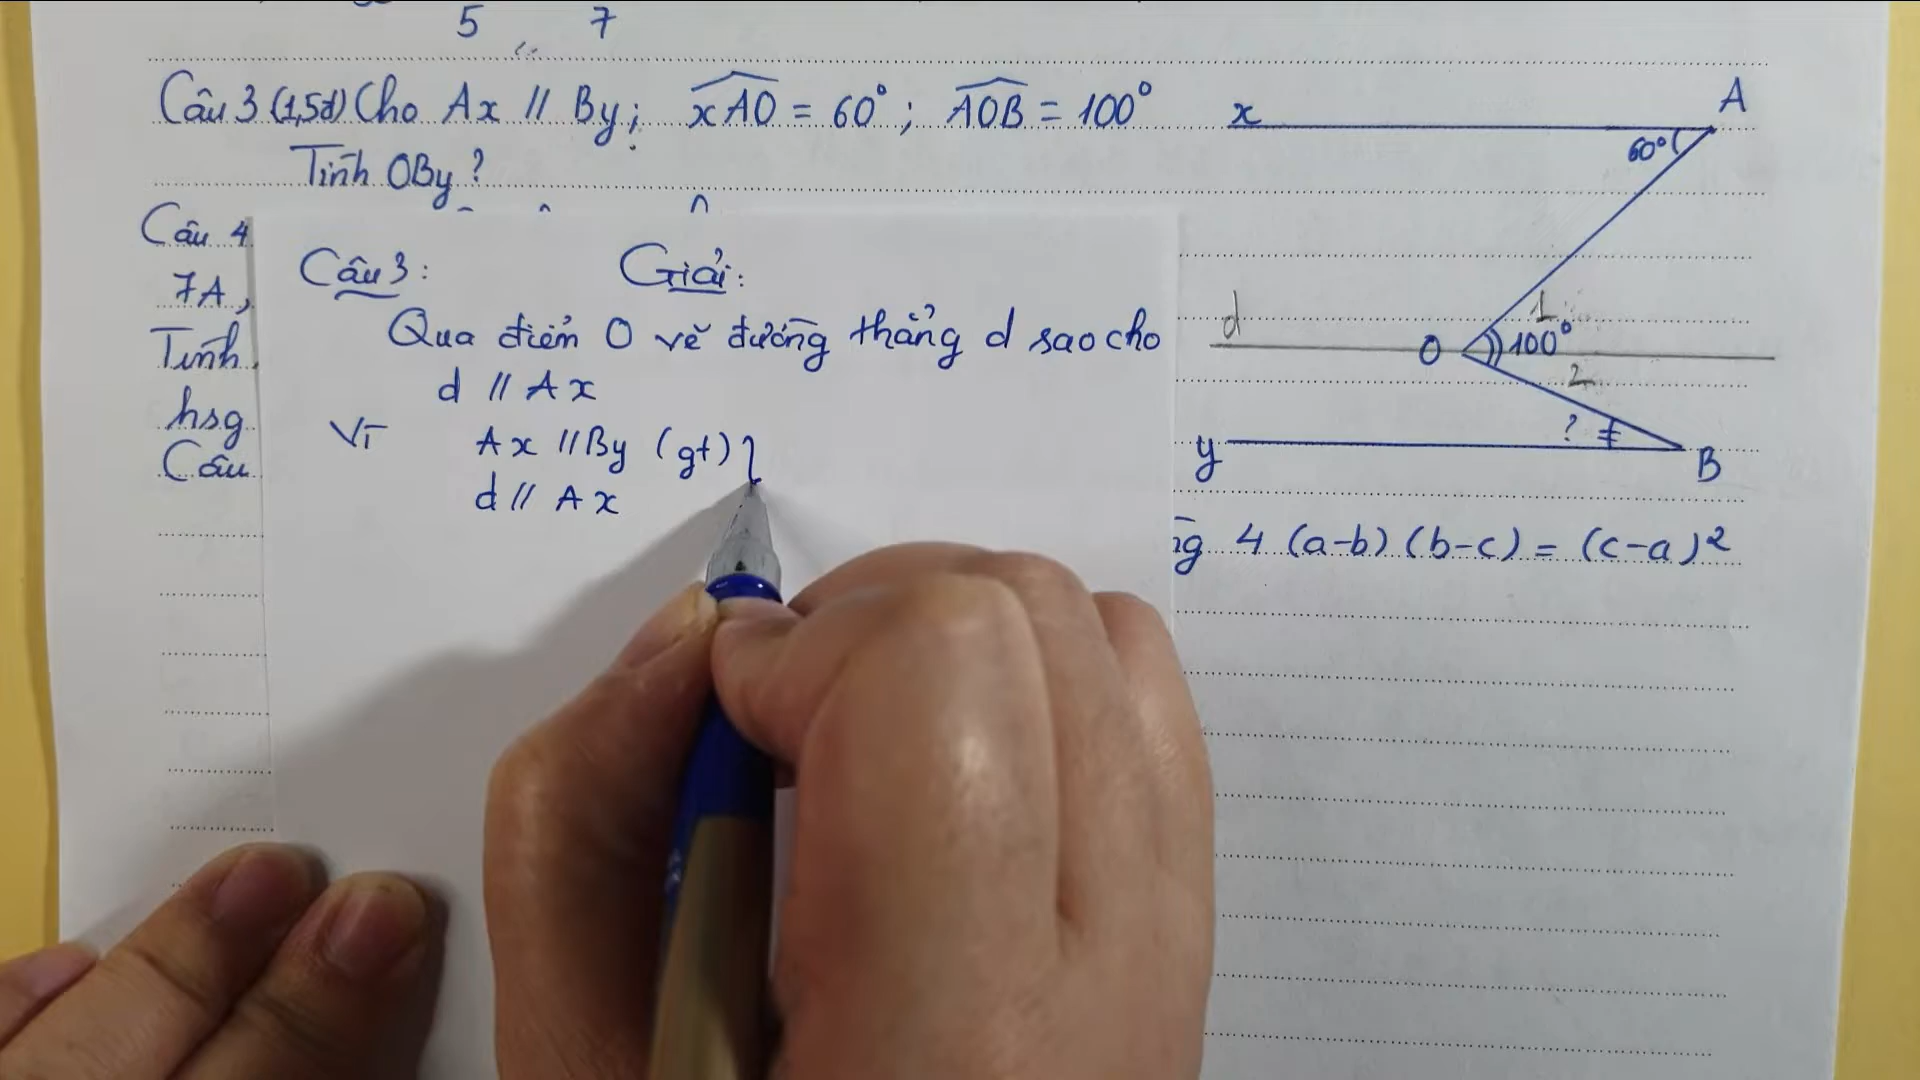 5 7
Câu 3 (1,5đ) Cho Ax // By; xAO = 60°; AOB = 100°
Tính OBy ?
Câu 4
7A,
Tính
hsg
Câu
Câu 3: Giải:
Qua điểm O vẽ đường thẳng d sao cho
d // Ax
Vì Ax // By (gt)
d // Ax
x A
60°
d 1
O 100°
2
?
y B
4 (a-b) (b-c) = (c-a)²